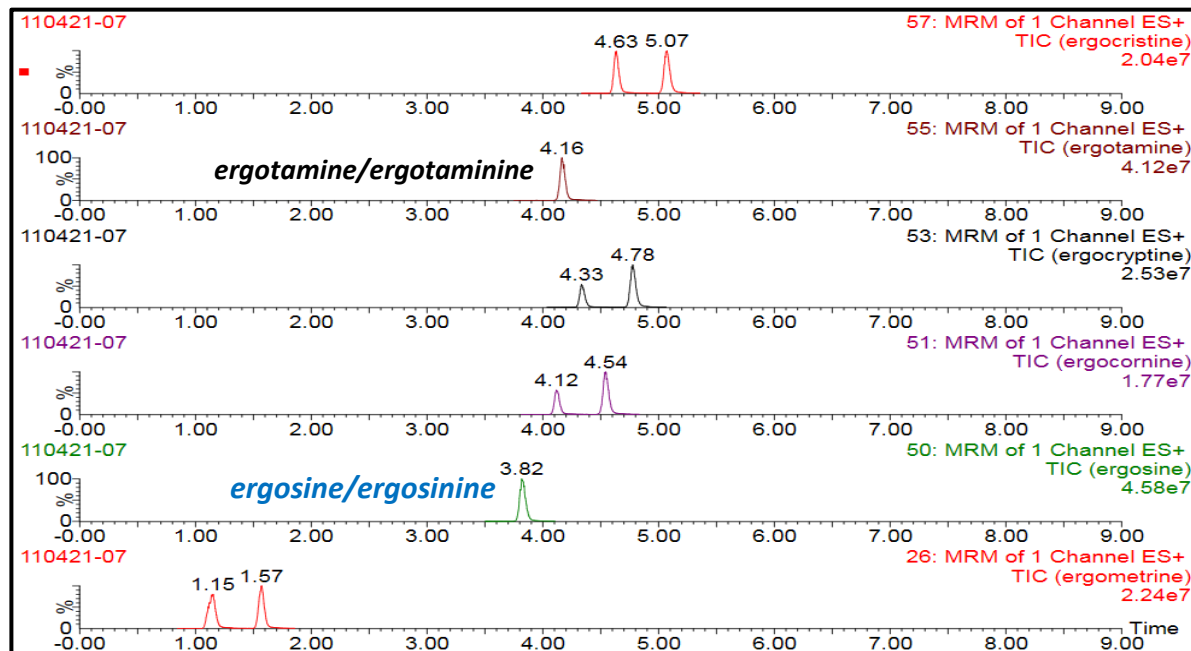 110421-07
57: MRM of 1 Channel ES+
TIC (ergocristine)
2.04e7
4.63 5.07
%
-0.00 1.00 2.00 3.00 4.00 5.00 6.00 7.00 8.00 9.00
110421-07
55: MRM of 1 Channel ES+
TIC (ergotamine)
4.12e7
ergotamine/ergotaminine
4.16
100
%
0
-0.00 1.00 2.00 3.00 4.00 5.00 6.00 7.00 8.00 9.00
110421-07
53: MRM of 1 Channel ES+
TIC (ergocryptine)
2.53e7
4.33 4.78
%
0
-0.00 1.00 2.00 3.00 4.00 5.00 6.00 7.00 8.00 9.00
110421-07
51: MRM of 1 Channel ES+
TIC (ergocornine)
1.77e7
4.12 4.54
%
-0.00 1.00 2.00 3.00 4.00 5.00 6.00 7.00 8.00 9.00
110421-07
50: MRM of 1 Channel ES+
TIC (ergosine)
4.58e7
ergosine/ergosinine
3.82
100
%
0
-0.00 1.00 2.00 3.00 4.00 5.00 6.00 7.00 8.00 9.00
110421-07
26: MRM of 1 Channel ES+
TIC (ergometrine)
2.24e7
1.15 1.57
%
Time
-0.00 1.00 2.00 3.00 4.00 5.00 6.00 7.00 8.00 9.00